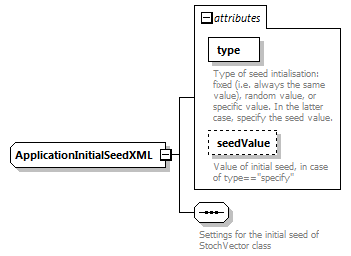 attributes
type
Type of seed intialisation:
fixed (i.e. always the same
value), random value, or
specific value. In the latter
case, specify the seed value.
seedValue
Value of initial seed, in case
of type=="specify"
ApplicationInitialSeedXML
Settings for the initial seed of
StochVector class